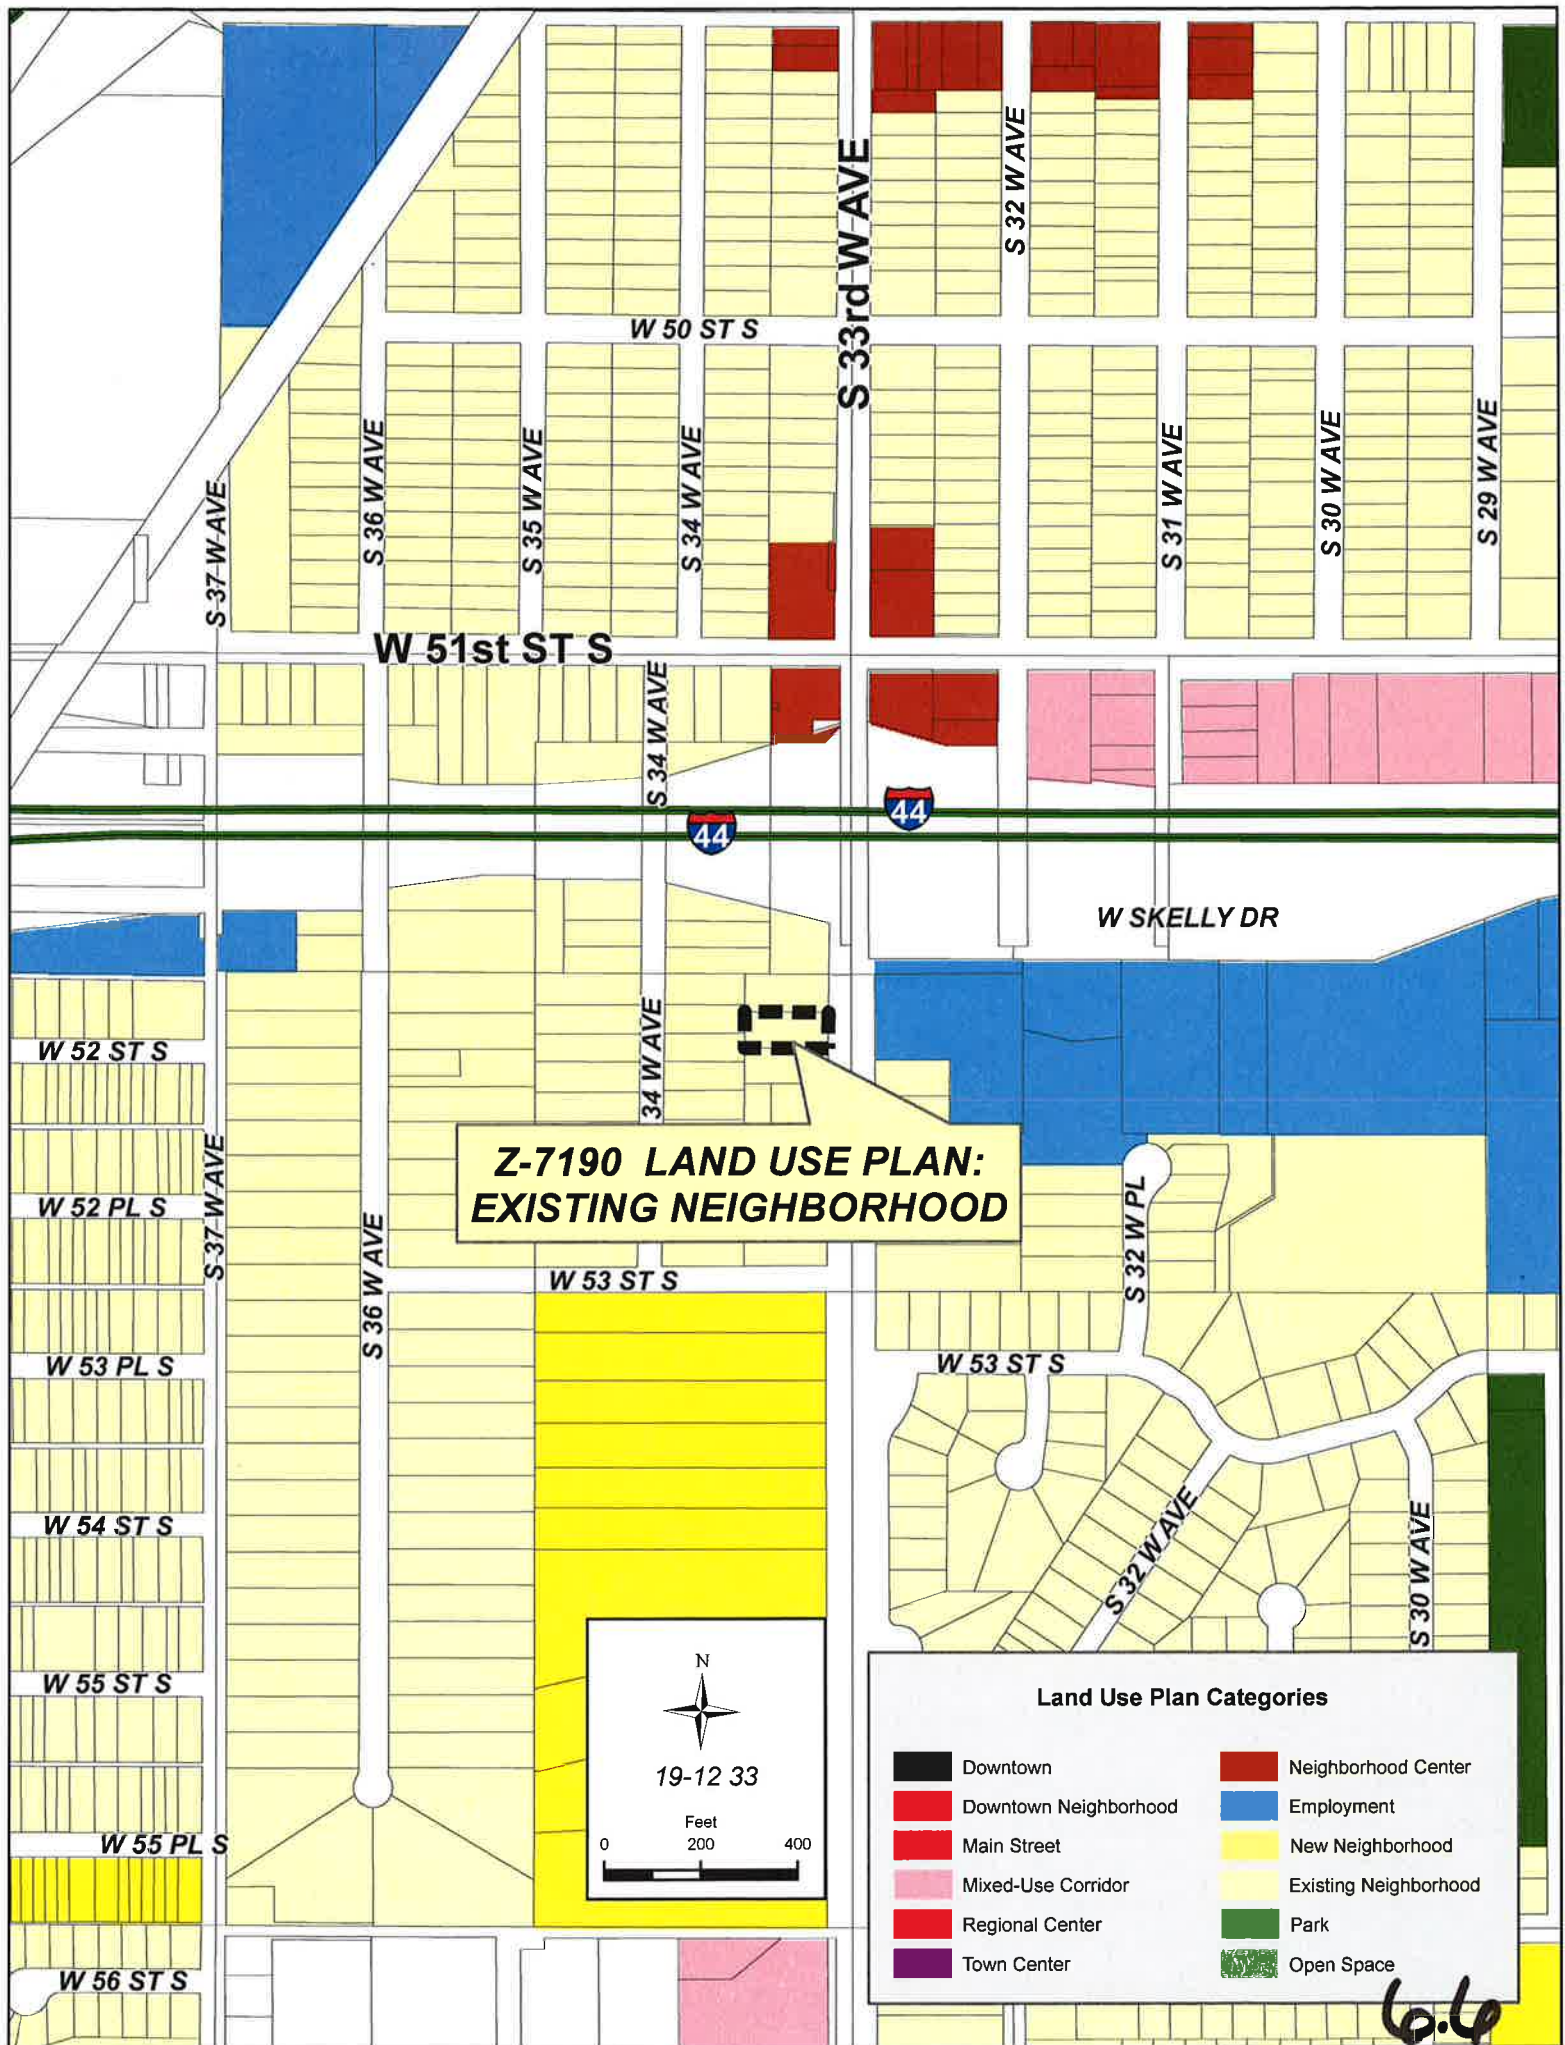 S 33rd W AVE
S 32 W AVE
W 50 ST S
S 37 W AVE
S 36 W AVE
S 35 W AVE
S 34 W AVE
S 31 W AVE
S 30 W AVE
S 29 W AVE
W 51st ST S
S 34 W AVE
44
44
W SKELLY DR
34 W AVE
W 52 ST S
Z-7190 LAND USE PLAN:
EXISTING NEIGHBORHOOD
S 37 W AVE
W 52 PL S
S 36 W AVE
S 32 W PL
W 53 ST S
W 53 PL S
W 53 ST S
W 54 ST S
S 32 W AVE
S 30 W AVE
W 55 ST S
W 55 PL S
W 56 ST S
N
19-12 33
Feet
0 200 400
Land Use Plan Categories
Downtown
Downtown Neighborhood
Main Street
Mixed-Use Corridor
Regional Center
Town Center
Neighborhood Center
Employment
New Neighborhood
Existing Neighborhood
Park
Open Space
6.6